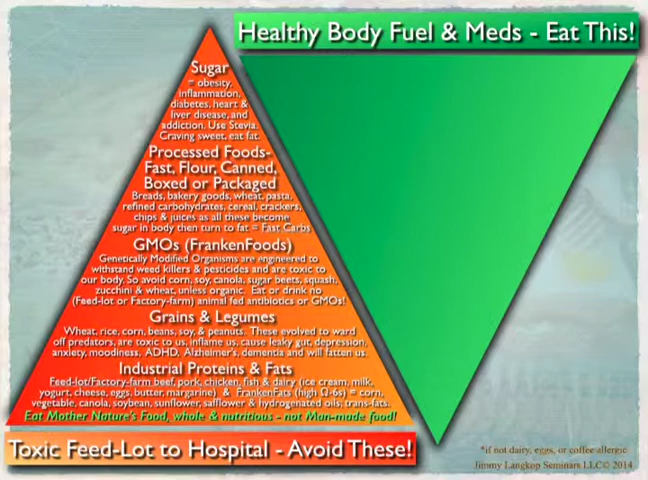 Healthy Body Fuel & Meds - Eat This!
Sugar
= obesity,
inflammation,
diabetes, heart &
liver disease, and
addiction. Use Stevia.
Craving sweet, eat fat.
Processed Foods-
Fast, Flour, Canned,
Boxed or Packaged
Breads, bakery goods, wheat, pasta,
refined carbohydrates, cereal, crackers,
chips & juices as all these become
sugar in body then turn to fat = Fast Carbs
GMOs (FrankenFoods)
Genetically Modified Organisms are engineered to
withstand weed killers & pesticides and are toxic to
our body. So avoid corn, soy, canola, sugar beets, squash,
zucchini & wheat, unless organic. Eat or drink no
(Feed-lot or Factory-farm) animal fed antibiotics or GMOs!
Grains & Legumes
Wheat, rice, corn, beans, soy, & peanuts. These evolved to ward
off predators, are toxic to us, inflame us, cause leaky gut, depression,
anxiety, moodiness, ADHD, Alzheimer's, dementia and will fatten us.
Industrial Proteins & Fats
Feed-lot/Factory-farm beef, pork, chicken, fish & dairy (ice cream, milk,
yogurt, cheese, eggs, butter, margarine) & FrankenFats (high Ω-6s) = corn,
vegetable, canola, soybean, sunflower, safflower & hydrogenated oils, trans-fats.
Eat Mother Nature's Food, whole & nutritious - not Man-made food!
Toxic Feed-Lot to Hospital - Avoid These!
*if not dairy, eggs, or coffee allergic
Jimmy Langkop Seminars LLC© 2014